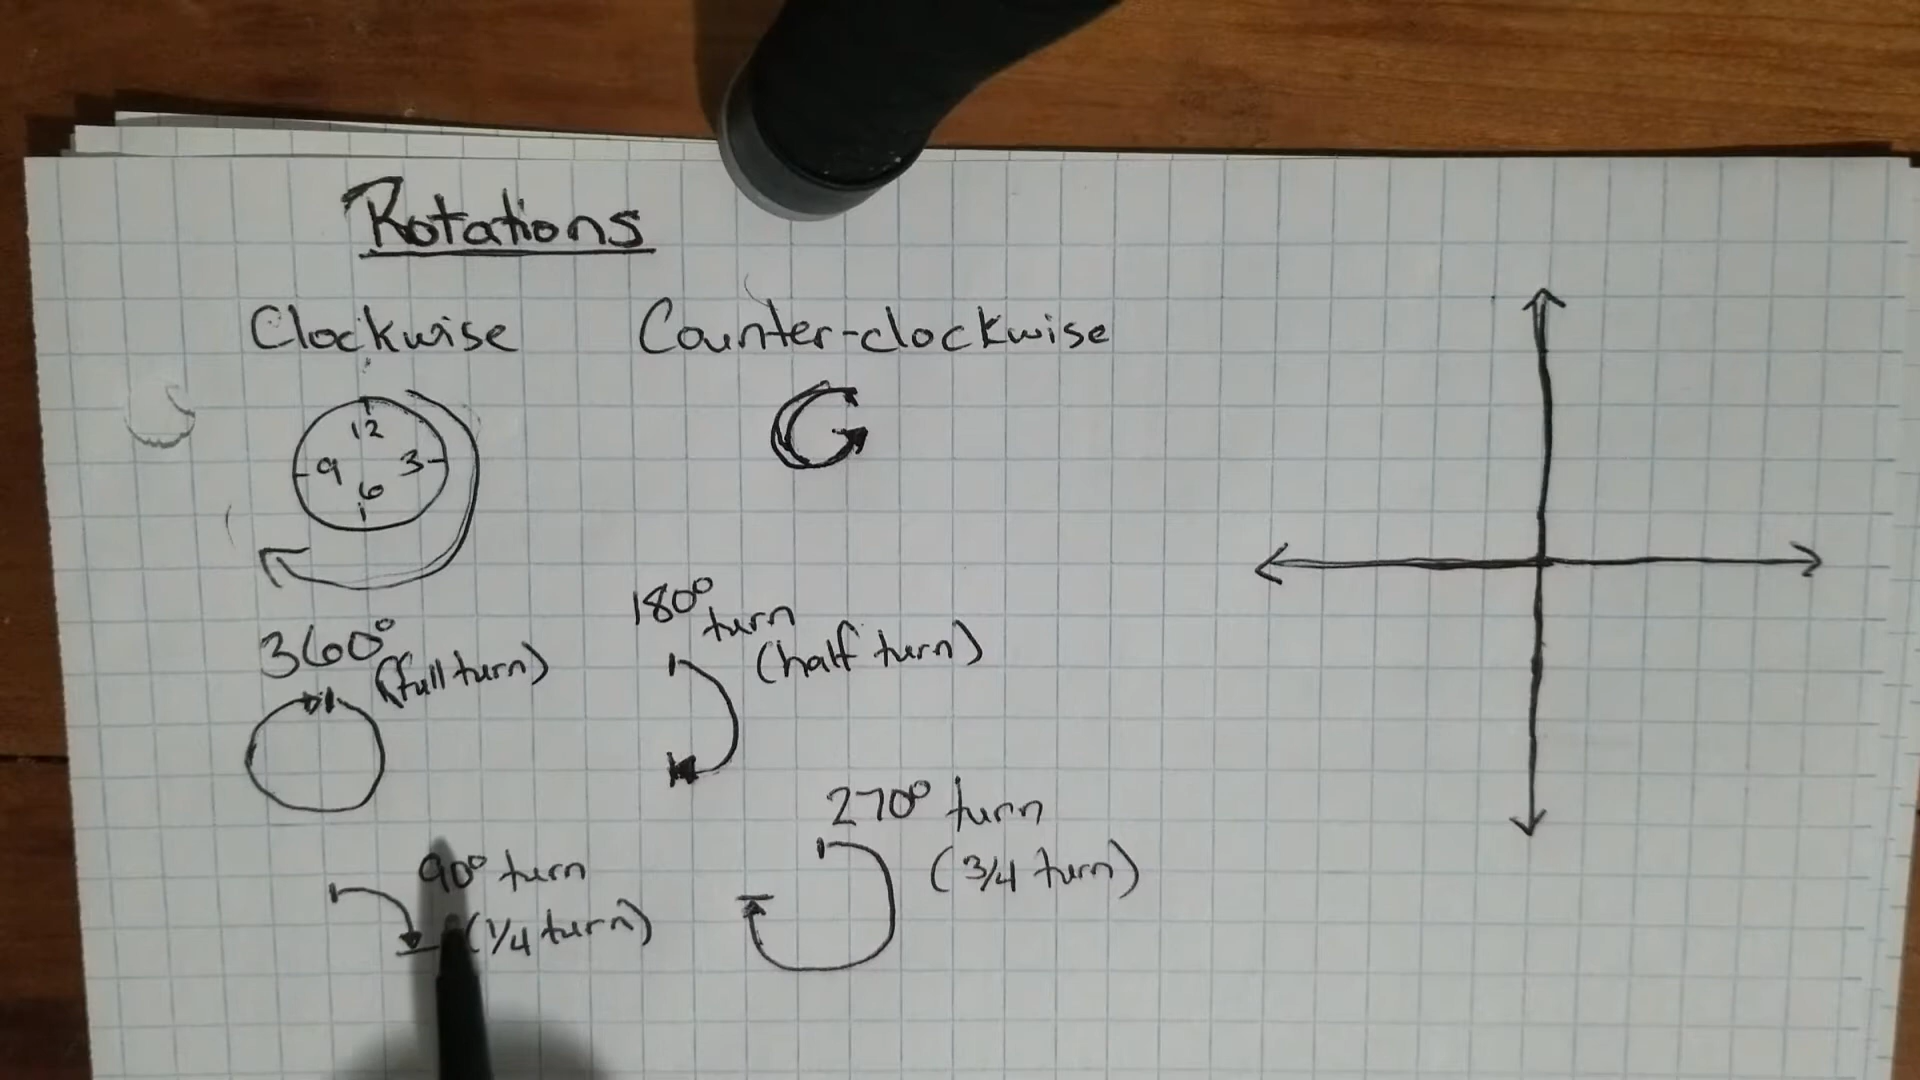 Rotations
Clockwise
Counter-clockwise
12
9 3
6
360°
(full turn)
180°
turn
(half turn)
270° turn
(3/4 turn)
90° turn
(1/4 turn)